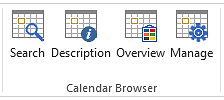 Search Description Overview Manage
Calendar Browser